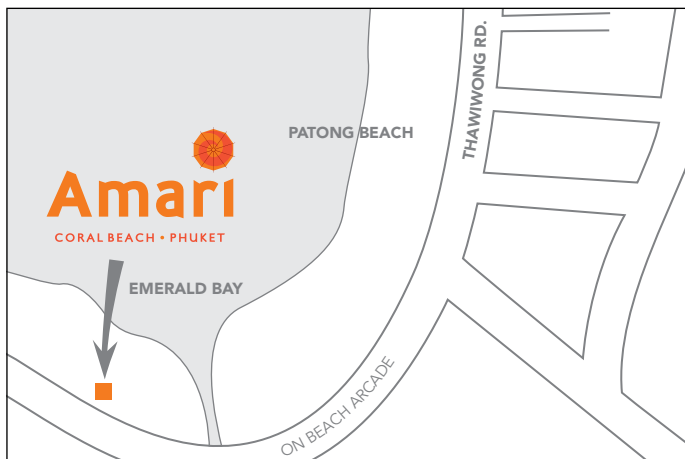 THAWIWONG RD.
PATONG BEACH
Amari
CORAL BEACH • PHUKET
EMERALD BAY
ON BEACH ARCADE